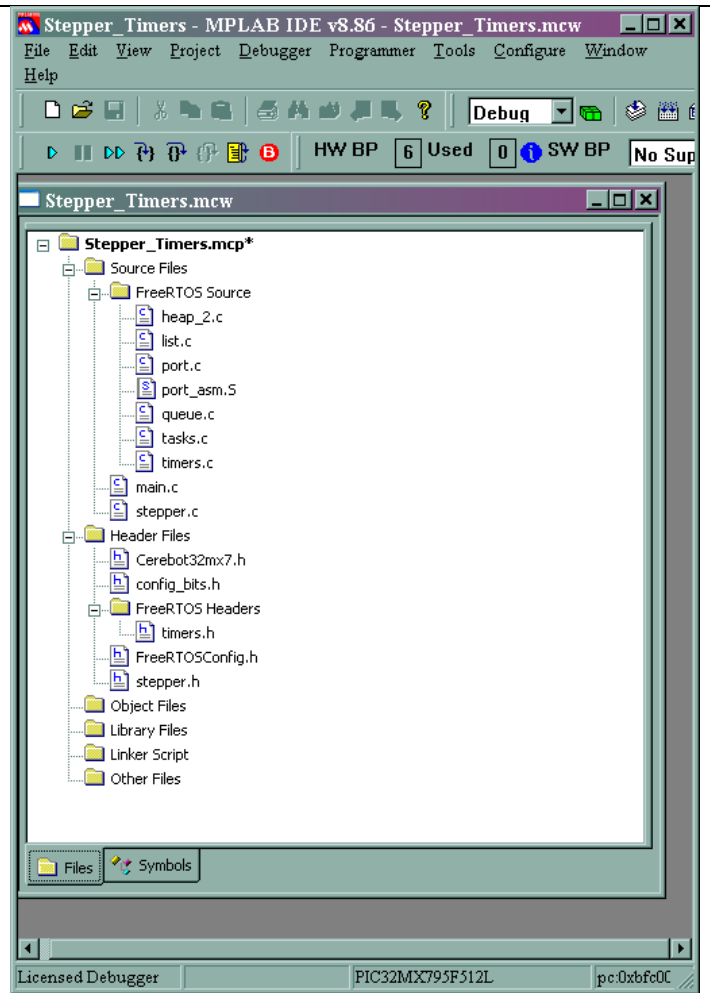 Stepper_Timers - MPLAB IDE v8.86 - Stepper_Timers.mcw
File Edit View Project Debugger Programmer Tools Configure Window
Help
Debug
HW BP 6 Used 0 SW BP No Sup
Stepper_Timers.mcw
Stepper_Timers.mcp*
Source Files
FreeRTOS Source
heap_2.c
list.c
port.c
port_asm.S
queue.c
tasks.c
timers.c
main.c
stepper.c
Header Files
Cerebot32mx7.h
config_bits.h
FreeRTOS Headers
timers.h
FreeRTOSConfig.h
stepper.h
Object Files
Library Files
Linker Script
Other Files
Files Symbols
Licensed Debugger PIC32MX795F512L pc:0xbfc00